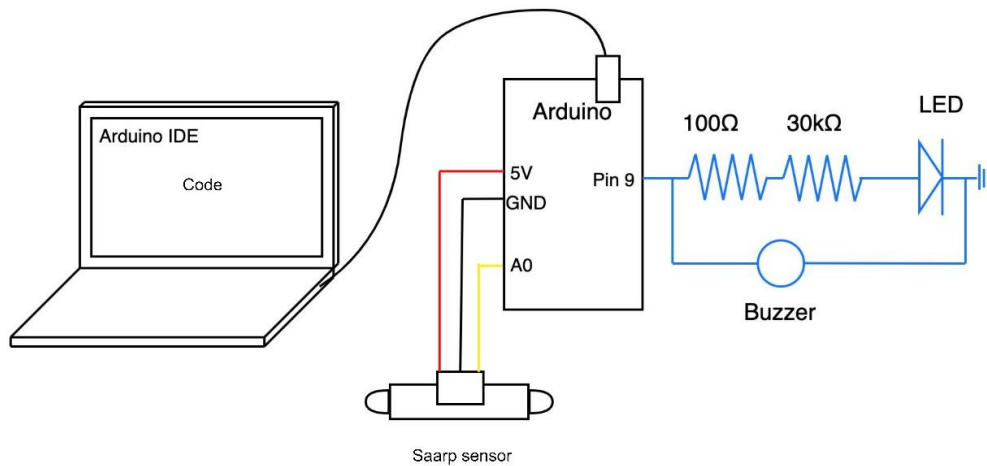 Arduino IDE
Code
Arduino
5V
GND
A0
Pin 9
100Ω
30kΩ
LED
Buzzer
Saarp sensor